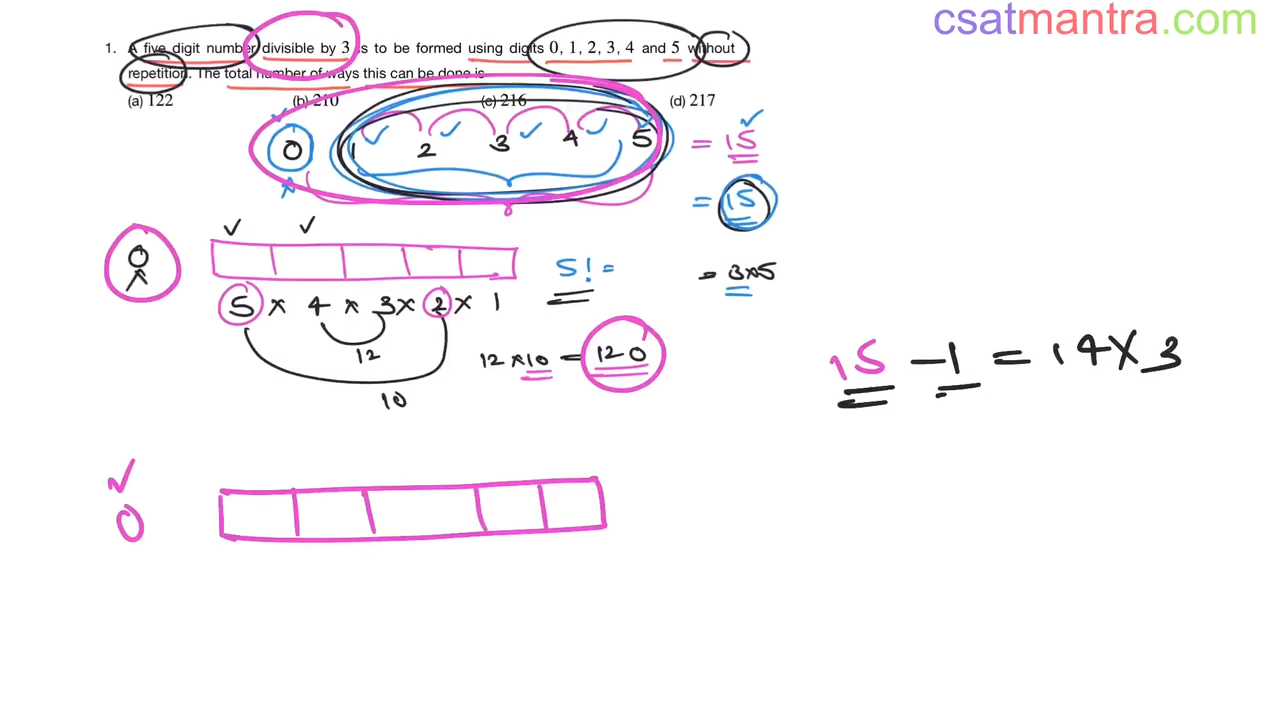 csatmantra.com
1. A five digit number divisible by 3 is to be formed using digits 0, 1, 2, 3, 4 and 5 without
repetition. The total number of ways this can be done is
(a) 122 (b) 210 (c) 216 (d) 217
0 1 2 3 4 5 = 15
= 15
0
5! = = 3x5
5 x 4 x 3 x 2 x 1
12
12 x 10 = 120
15 - 1 = 14 X 3
10
0